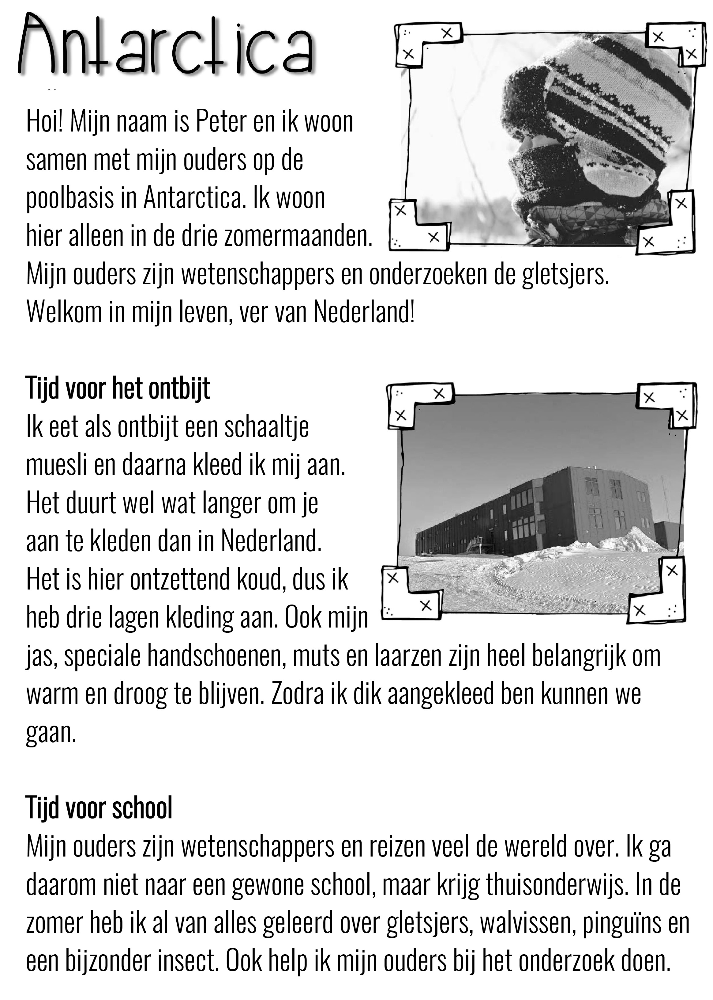 Antarctica
Hoi! Mijn naam is Peter en ik woon
samen met mijn ouders op de
poolbasis in Antarctica. Ik woon
hier alleen in de drie zomermaanden.
Mijn ouders zijn wetenschappers en onderzoeken de gletsjers.
Welkom in mijn leven, ver van Nederland!
Tijd voor het ontbijt
Ik eet als ontbijt een schaaltje
muesli en daarna kleed ik mij aan.
Het duurt wel wat langer om je
aan te kleden dan in Nederland.
Het is hier ontzettend koud, dus ik
heb drie lagen kleding aan. Ook mijn
jas, speciale handschoenen, muts en laarzen zijn heel belangrijk om
warm en droog te blijven. Zodra ik dik aangekleed ben kunnen we
gaan.
Tijd voor school
Mijn ouders zijn wetenschappers en reizen veel de wereld over. Ik ga
daarom niet naar een gewone school, maar krijg thuisonderwijs. In de
zomer heb ik al van alles geleerd over gletsjers, walvissen, pinguïns en
een bijzonder insect. Ook help ik mijn ouders bij het onderzoek doen.